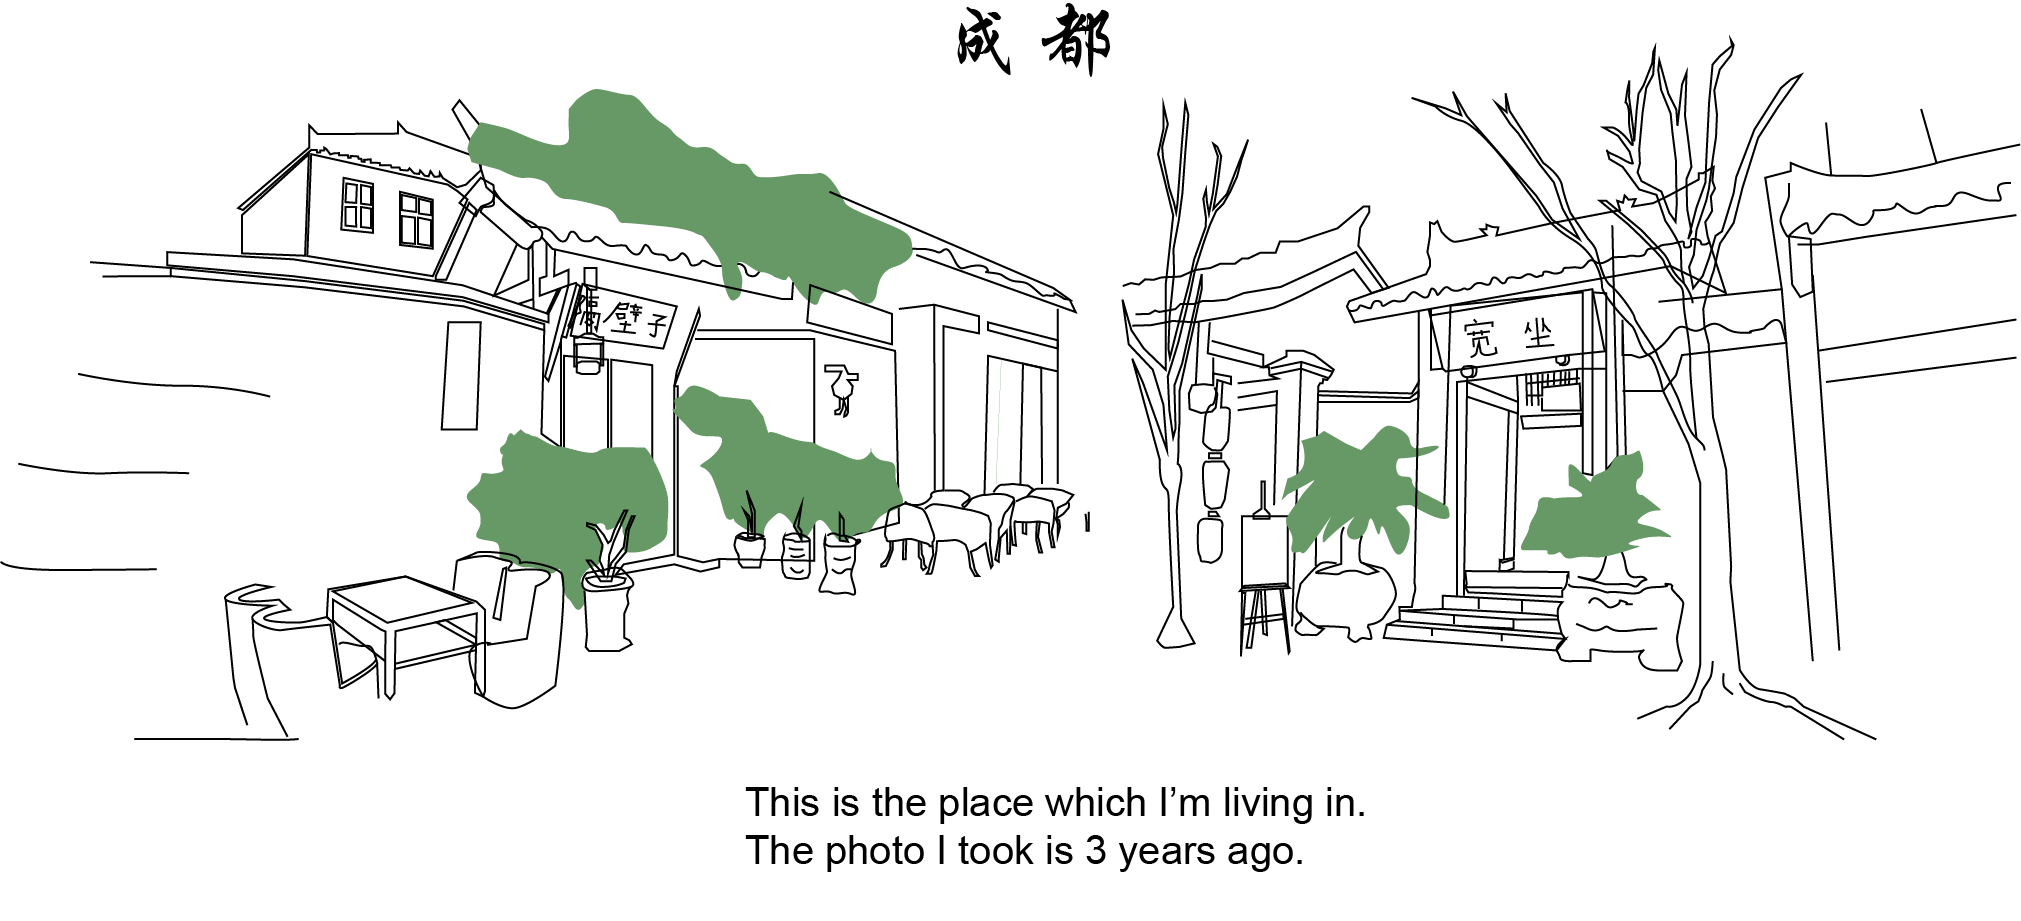 成都
隔壁子
宽坐
This is the place which I’m living in.
The photo I took is 3 years ago.